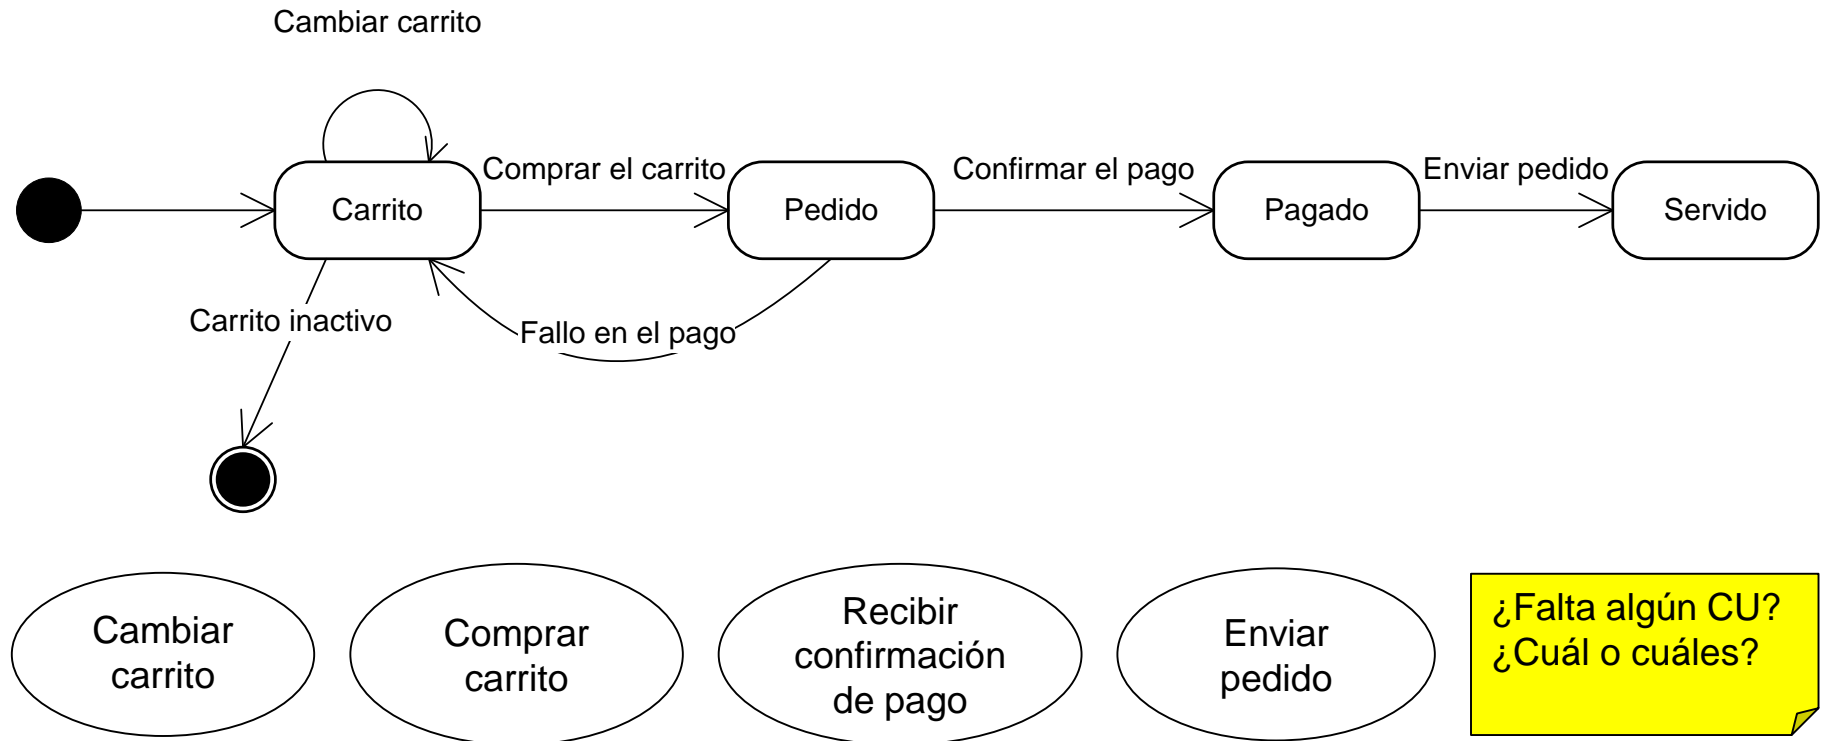 Cambiar carrito
Comprar el carrito
Confirmar el pago
Enviar pedido
Carrito
Pedido
Pagado
Servido
Carrito inactivo
Fallo en el pago
Cambiar
carrito
Comprar
carrito
Recibir
confirmación
de pago
Enviar
pedido
¿Falta algún CU?
¿Cuál o cuáles?